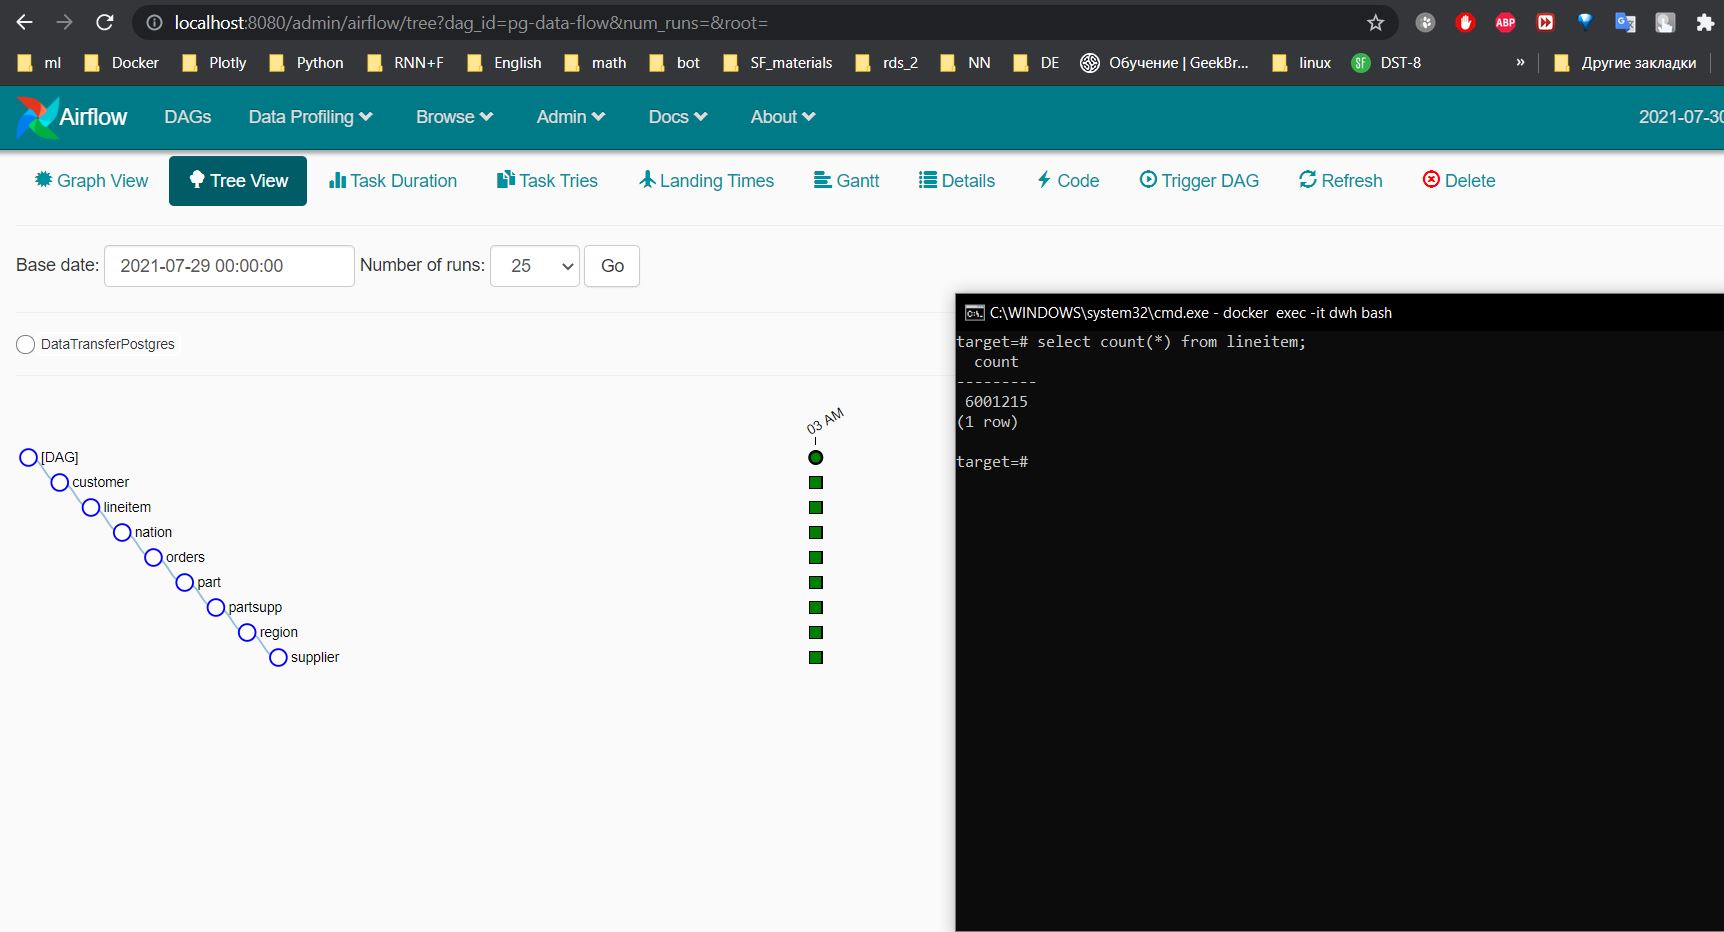 localhost:8080/admin/airflow/tree?dag_id=pg-data-flow&num_runs=&root=
ABP
ml Docker Plotly Python RNN+F English math bot SF_materials rds_2 NN DE Обучение | GeekBr... linux SF DST-8 » Другие закладки
Airflow DAGs Data Profiling Browse Admin Docs About 2021-07-30
Graph View Tree View Task Duration Task Tries Landing Times Gantt Details Code Trigger DAG Refresh Delete
Base date: 2021-07-29 00:00:00 Number of runs: 25 Go
DataTransferPostgres
03 AM
[DAG]
customer
lineitem
nation
orders
part
partsupp
region
supplier
C:\WINDOWS\system32\cmd.exe - docker exec -it dwh bash
target=# select count(*) from lineitem;
count
---------
6001215
(1 row)
target=#